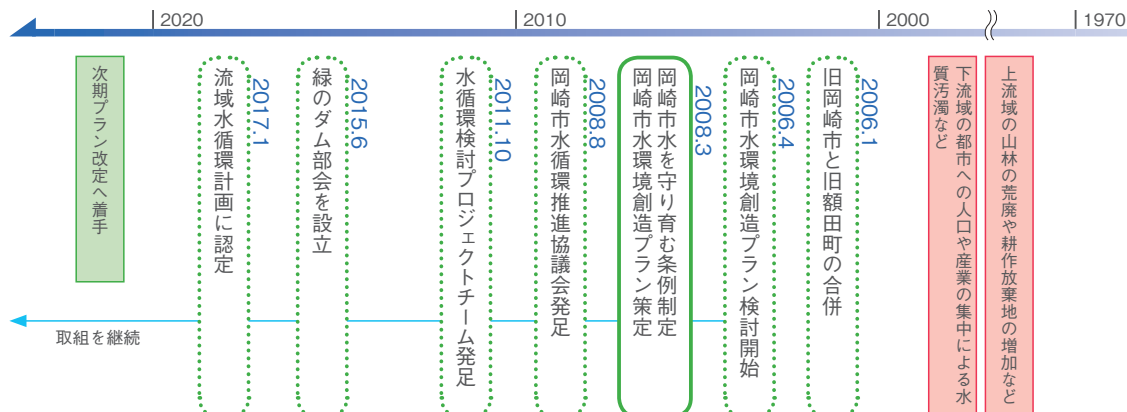 1970
2000
2010
2020
上流域の山林の荒廃や耕作放棄地の増加など
下流域の都市への人口や産業の集中による水
質汚濁など
2006.1
旧岡崎市と旧額田町の合併
2006.4
岡崎市水環境創造プラン検討開始
2008.3
岡崎市水を守り育む条例制定
岡崎市水環境創造プラン策定
2008.8
岡崎市水循環推進協議会発足
2011.10
水循環検討プロジェクトチーム発足
2015.6
緑のダム部会を設立
2017.1
流域水循環計画に認定
次期プラン改定へ着手
取組を継続